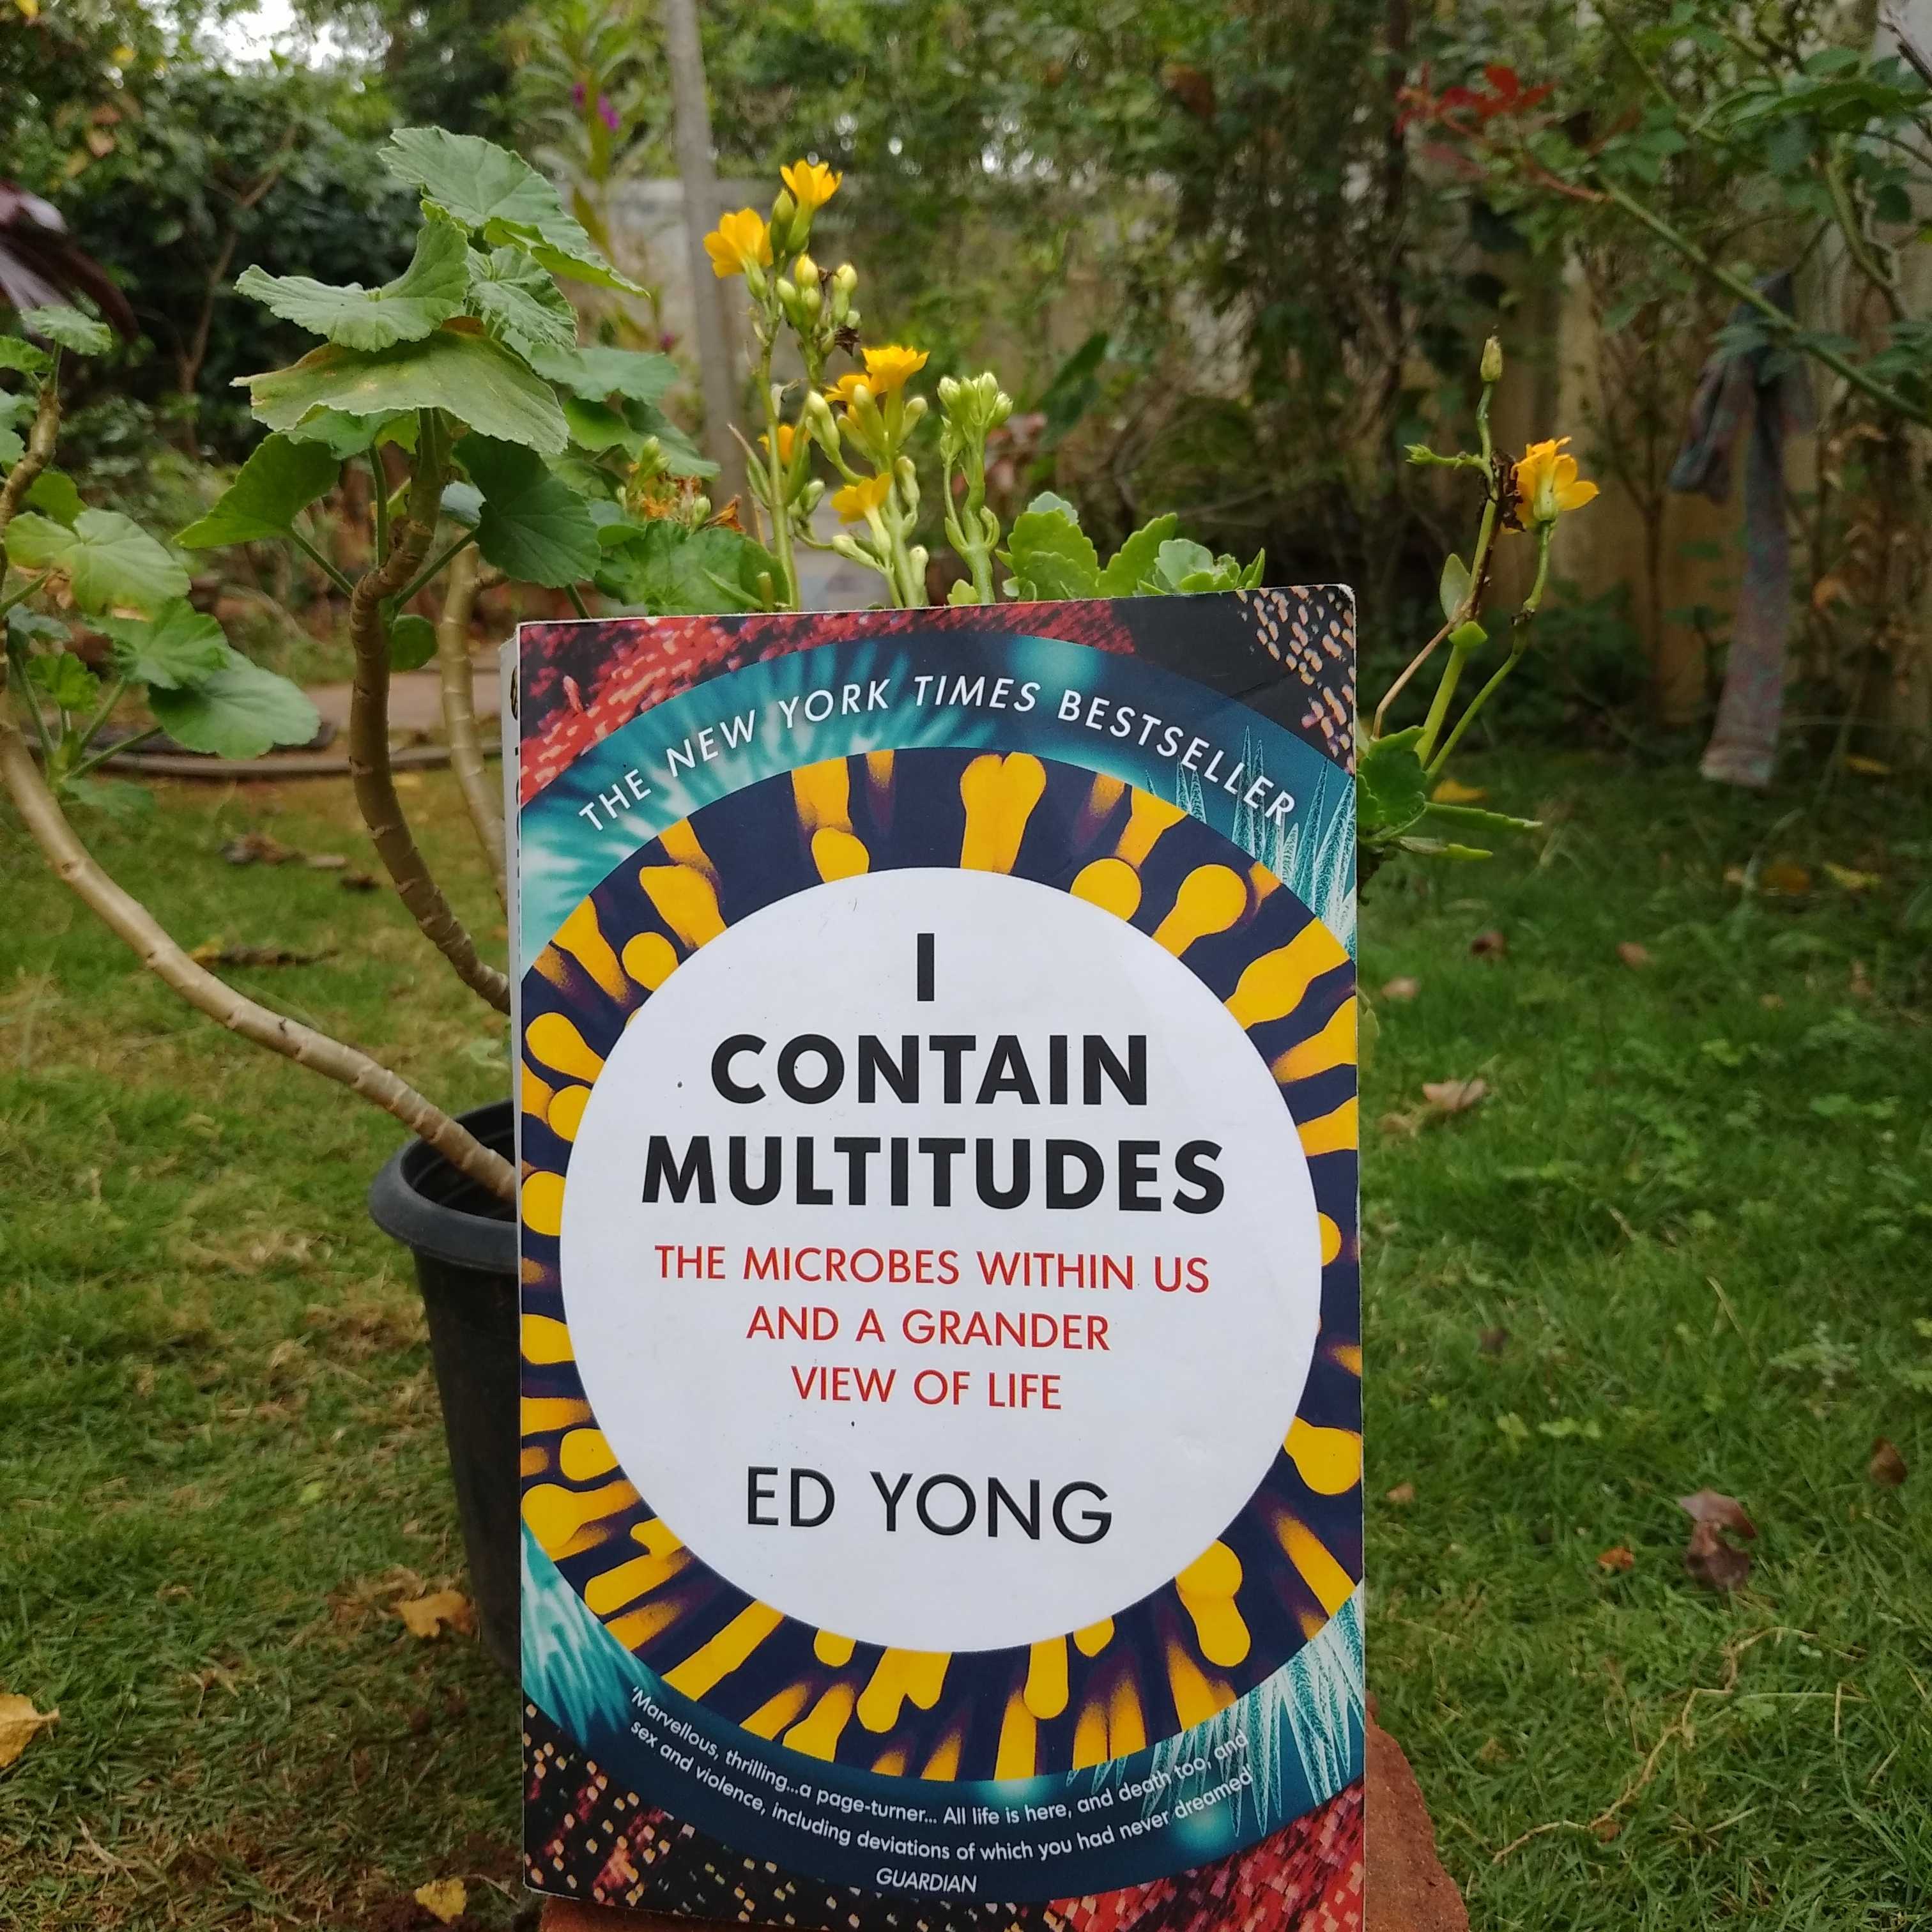 THE NEW YORK TIMES BESTSELLER
I
CONTAIN
MULTITUDES
THE MICROBES WITHIN US
AND A GRANDER
VIEW OF LIFE
ED YONG
'Marvellous, thrilling...a page-turner... All life is here, and death too, and
sex and violence, including deviations of which you had never dreamed'
GUARDIAN